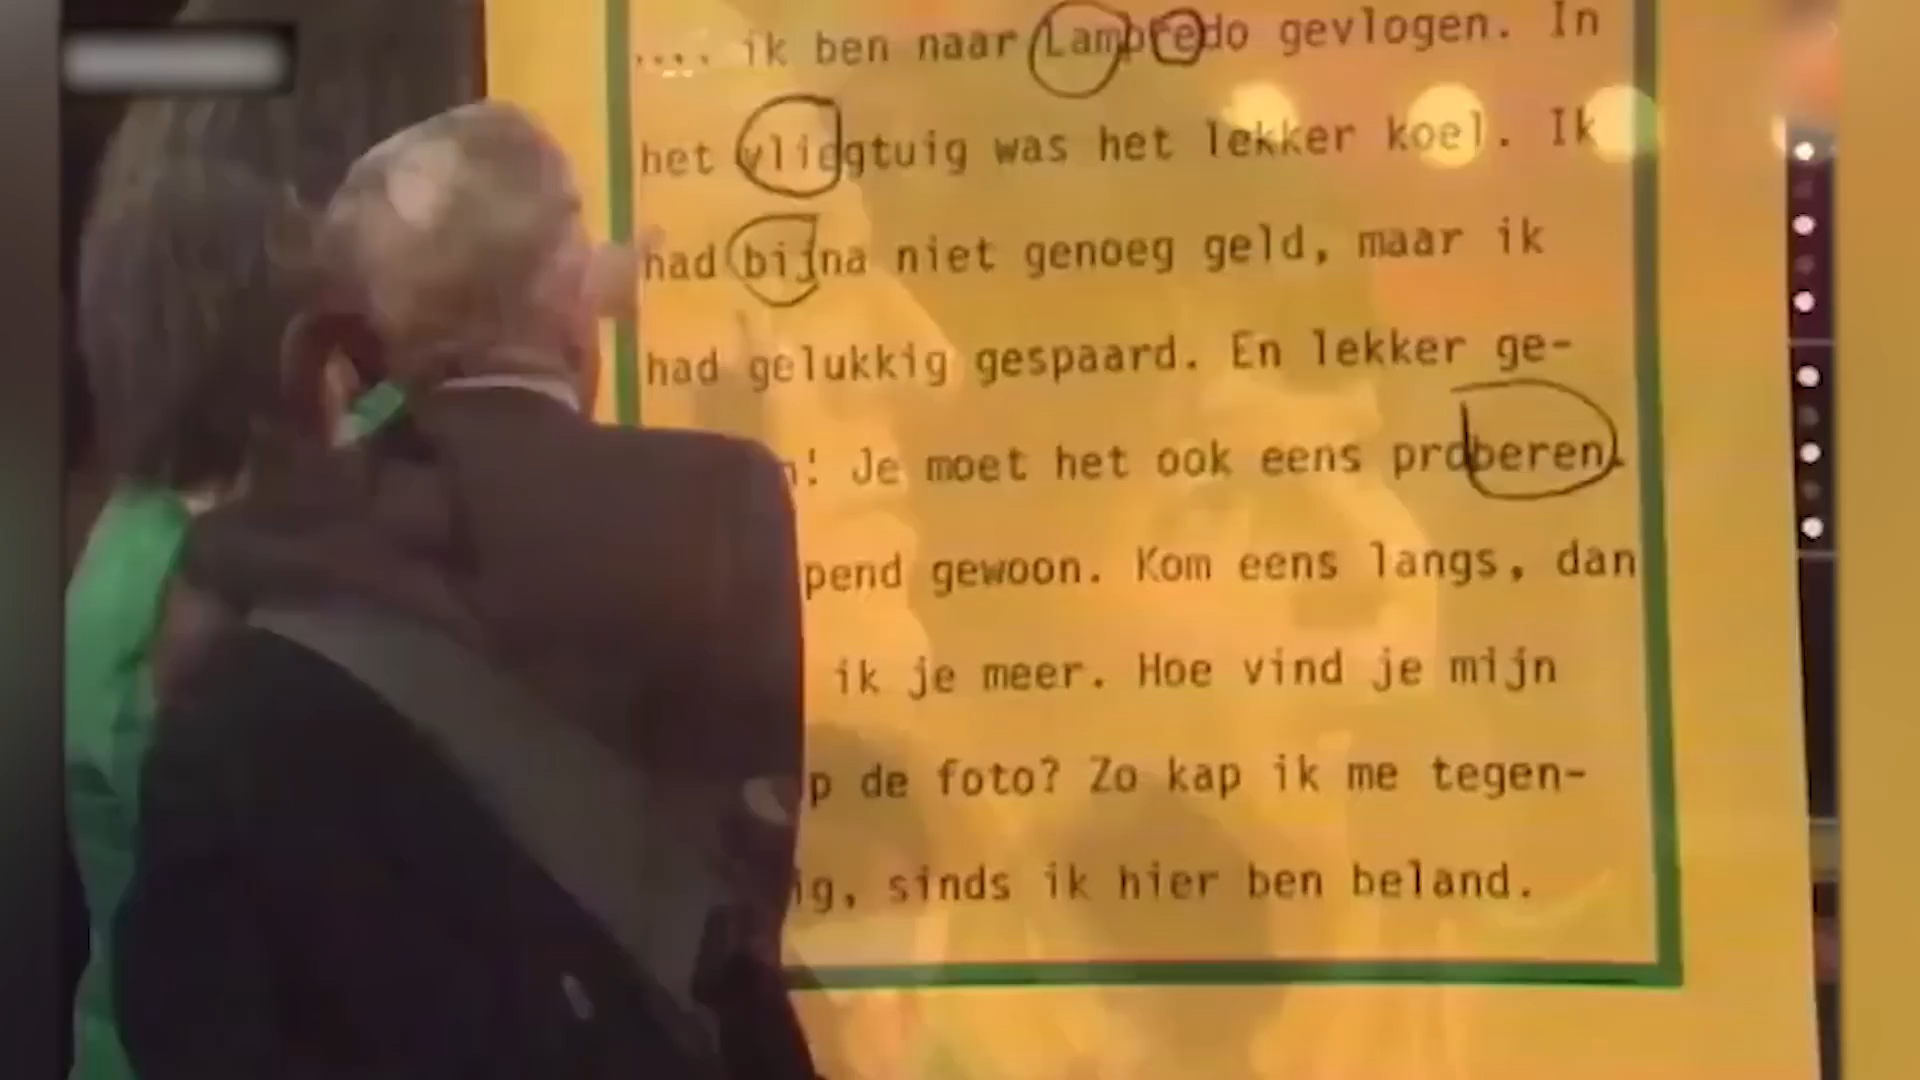 .... ik ben naar Lambredo gevlogen. In
het vliegtuig was het lekker koel. Ik
had bijna niet genoeg geld, maar ik
had gelukkig gespaard. En lekker ge-
n! Je moet het ook eens proberen.
pend gewoon. Kom eens langs, dan
ik je meer. Hoe vind je mijn
p de foto? Zo kap ik me tegen-
ig, sinds ik hier ben beland.